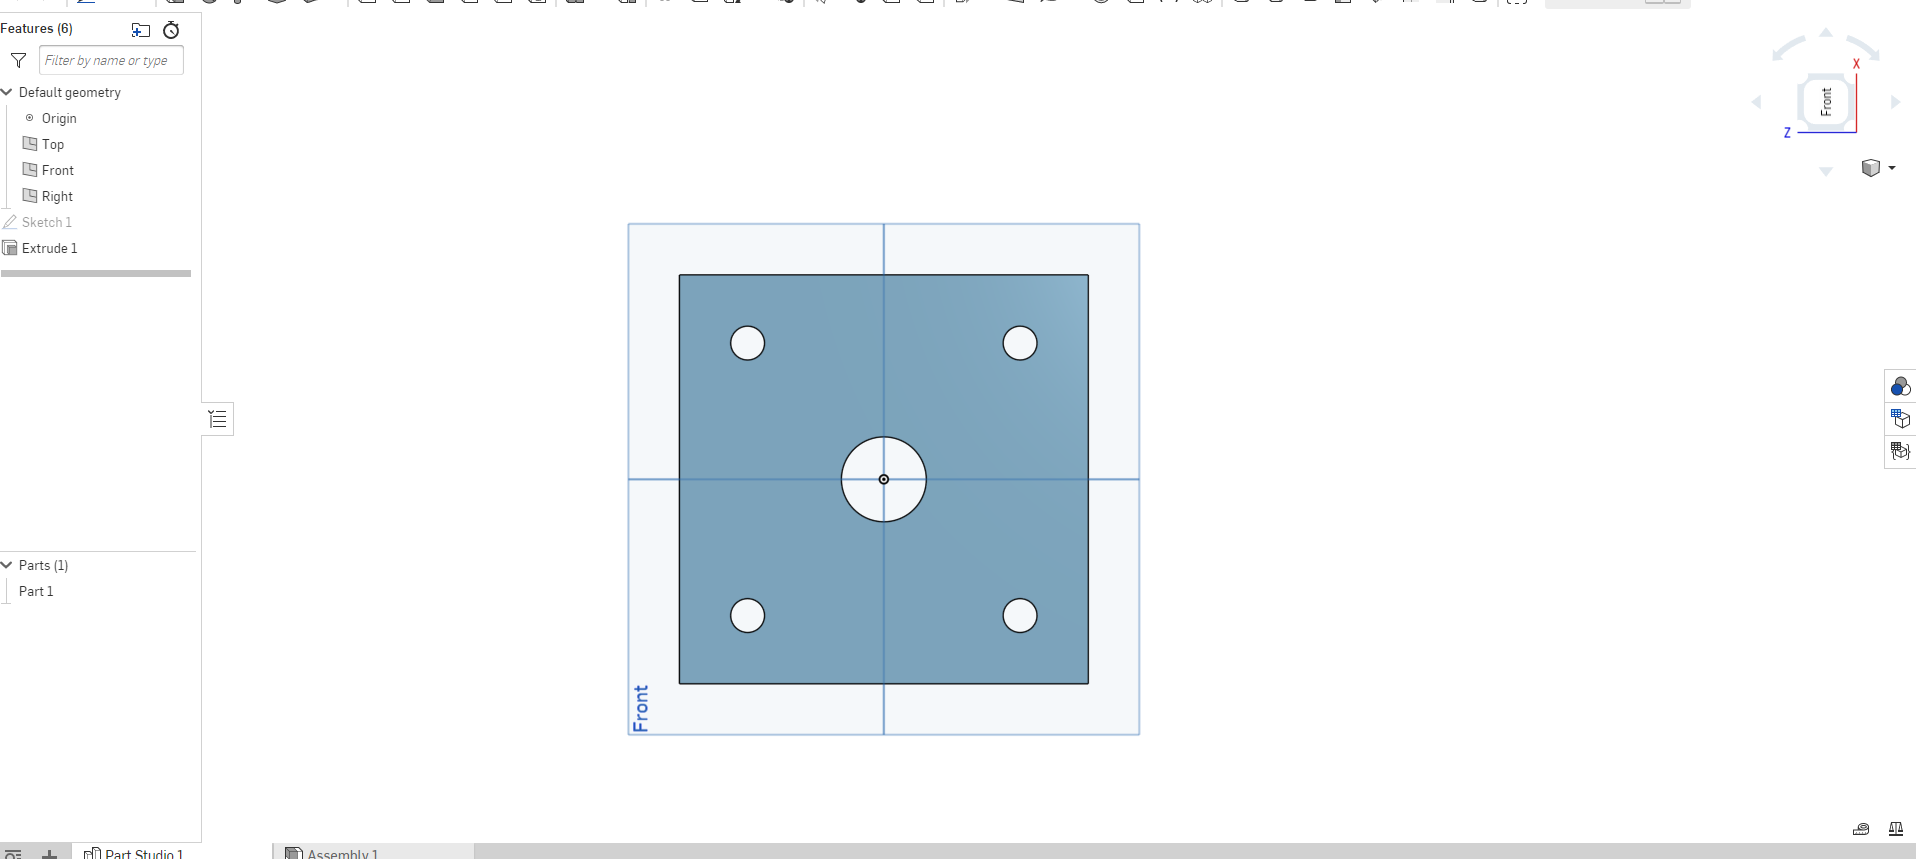 Features (6)
Filter by name or type
Default geometry
Origin
Top
Front
Right
Sketch 1
Extrude 1
Parts (1)
Part 1
X
Front
Z
Front
Part Studio 1
Assembly 1